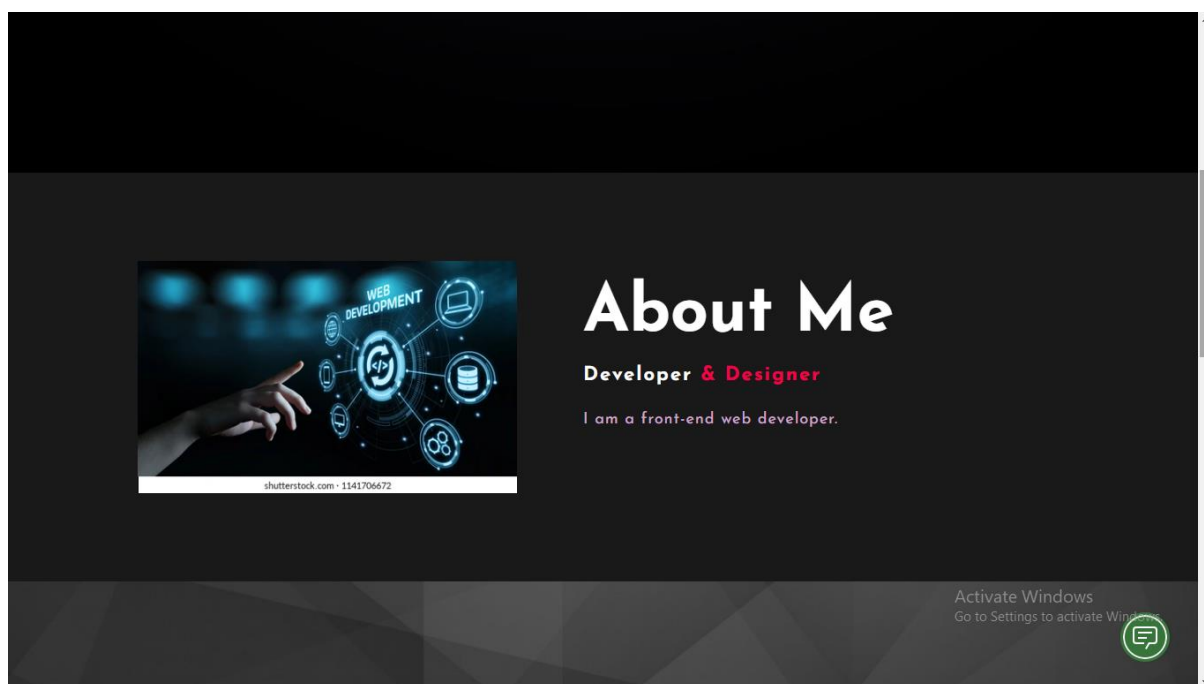 WEB
DEVELOPMENT
</>
shutterstock.com · 1141706672
About Me
Developer & Designer
I am a front-end web developer.
Activate Windows
Go to Settings to activate Windows.